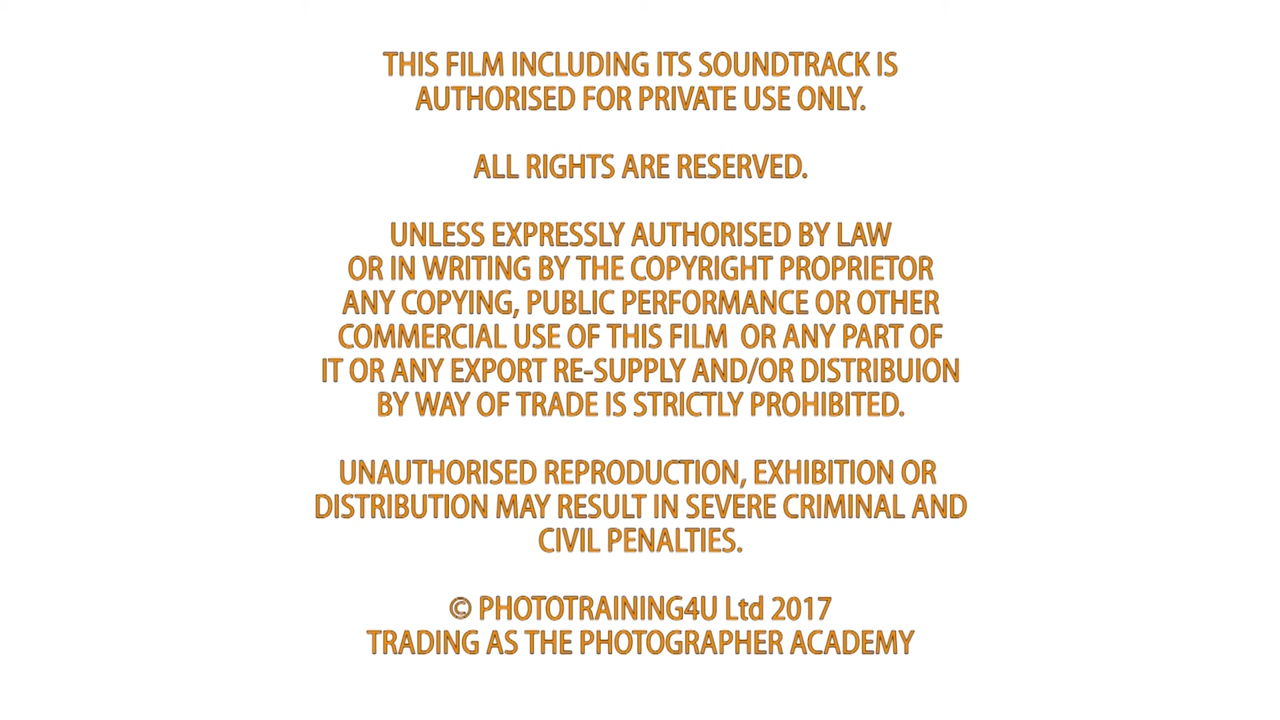 THIS FILM INCLUDING ITS SOUNDTRACK IS
AUTHORISED FOR PRIVATE USE ONLY.
ALL RIGHTS ARE RESERVED.
UNLESS EXPRESSLY AUTHORISED BY LAW
OR IN WRITING BY THE COPYRIGHT PROPRIETOR
ANY COPYING, PUBLIC PERFORMANCE OR OTHER
COMMERCIAL USE OF THIS FILM  OR ANY PART OF
IT OR ANY EXPORT RE-SUPPLY AND/OR DISTRIBUION
BY WAY OF TRADE IS STRICTLY PROHIBITED.
UNAUTHORISED REPRODUCTION, EXHIBITION OR
DISTRIBUTION MAY RESULT IN SEVERE CRIMINAL AND
CIVIL PENALTIES.
© PHOTOTRAINING4U Ltd 2017
TRADING AS THE PHOTOGRAPHER ACADEMY